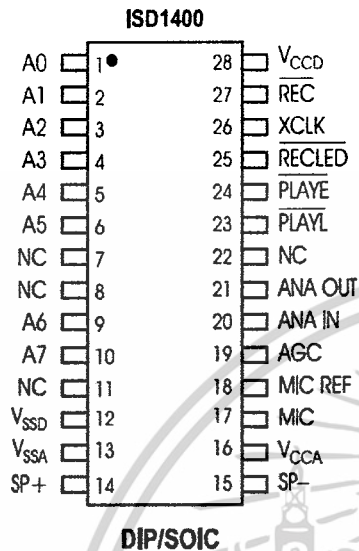 ISD1400
A0 1 28 VCCD
A1 2 27 REC
A2 3 26 XCLK
A3 4 25 RECLED
A4 5 24 PLAYE
A5 6 23 PLAYL
NC 7 22 NC
NC 8 21 ANA OUT
A6 9 20 ANA IN
A7 10 19 AGC
NC 11 18 MIC REF
VSSD 12 17 MIC
VSSA 13 16 VCCA
SP+ 14 15 SP–
DIP/SOIC